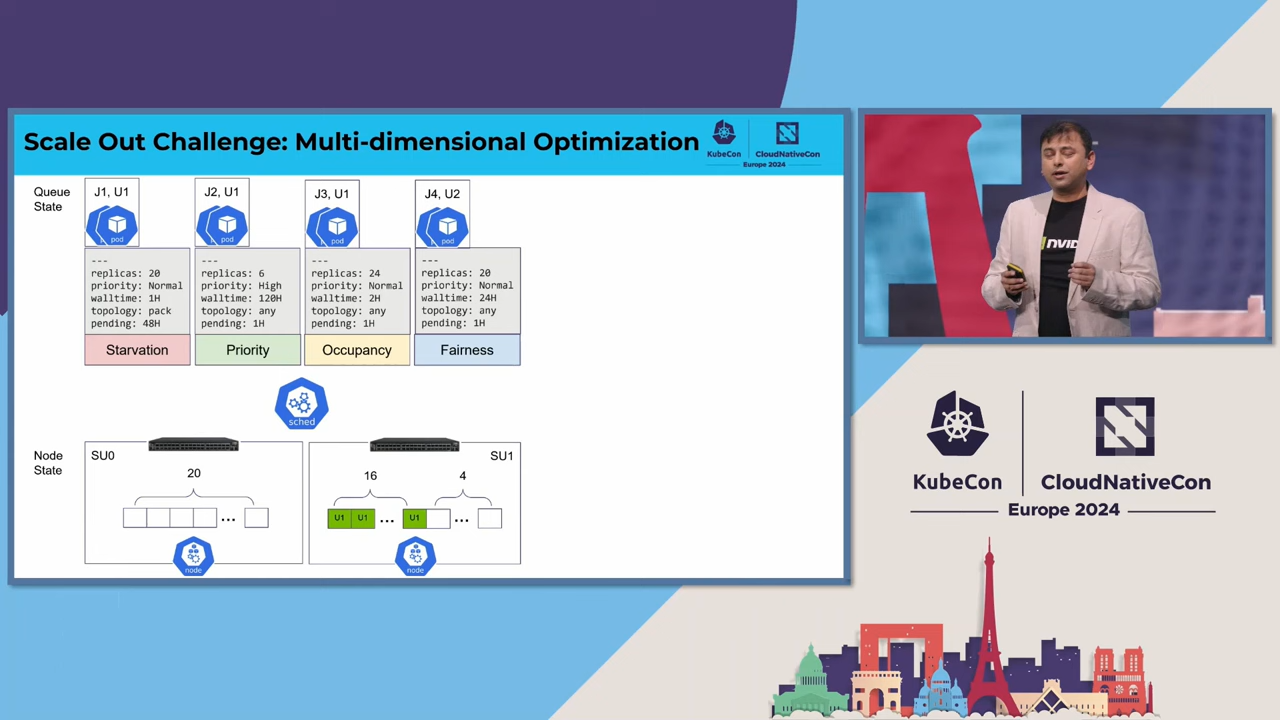 Scale Out Challenge: Multi-dimensional Optimization
KubeCon
CloudNativeCon
Europe 2024
Queue
State
J1, U1
J2, U1
J3, U1
J4, U2
pod
pod
pod
pod
---
replicas: 20
priority: Normal
walltime: 1H
topology: pack
pending: 48H
---
replicas: 6
priority: High
walltime: 120H
topology: any
pending: 1H
---
replicas: 24
priority: Normal
walltime: 2H
topology: any
pending: 1H
---
replicas: 20
priority: Normal
walltime: 24H
topology: any
pending: 1H
Starvation
Priority
Occupancy
Fairness
sched
Node
State
SU0
20
...
node
SU1
16
4
U1 U1 ... U1 ...
node
NVID
KubeCon
CloudNativeCon
Europe 2024